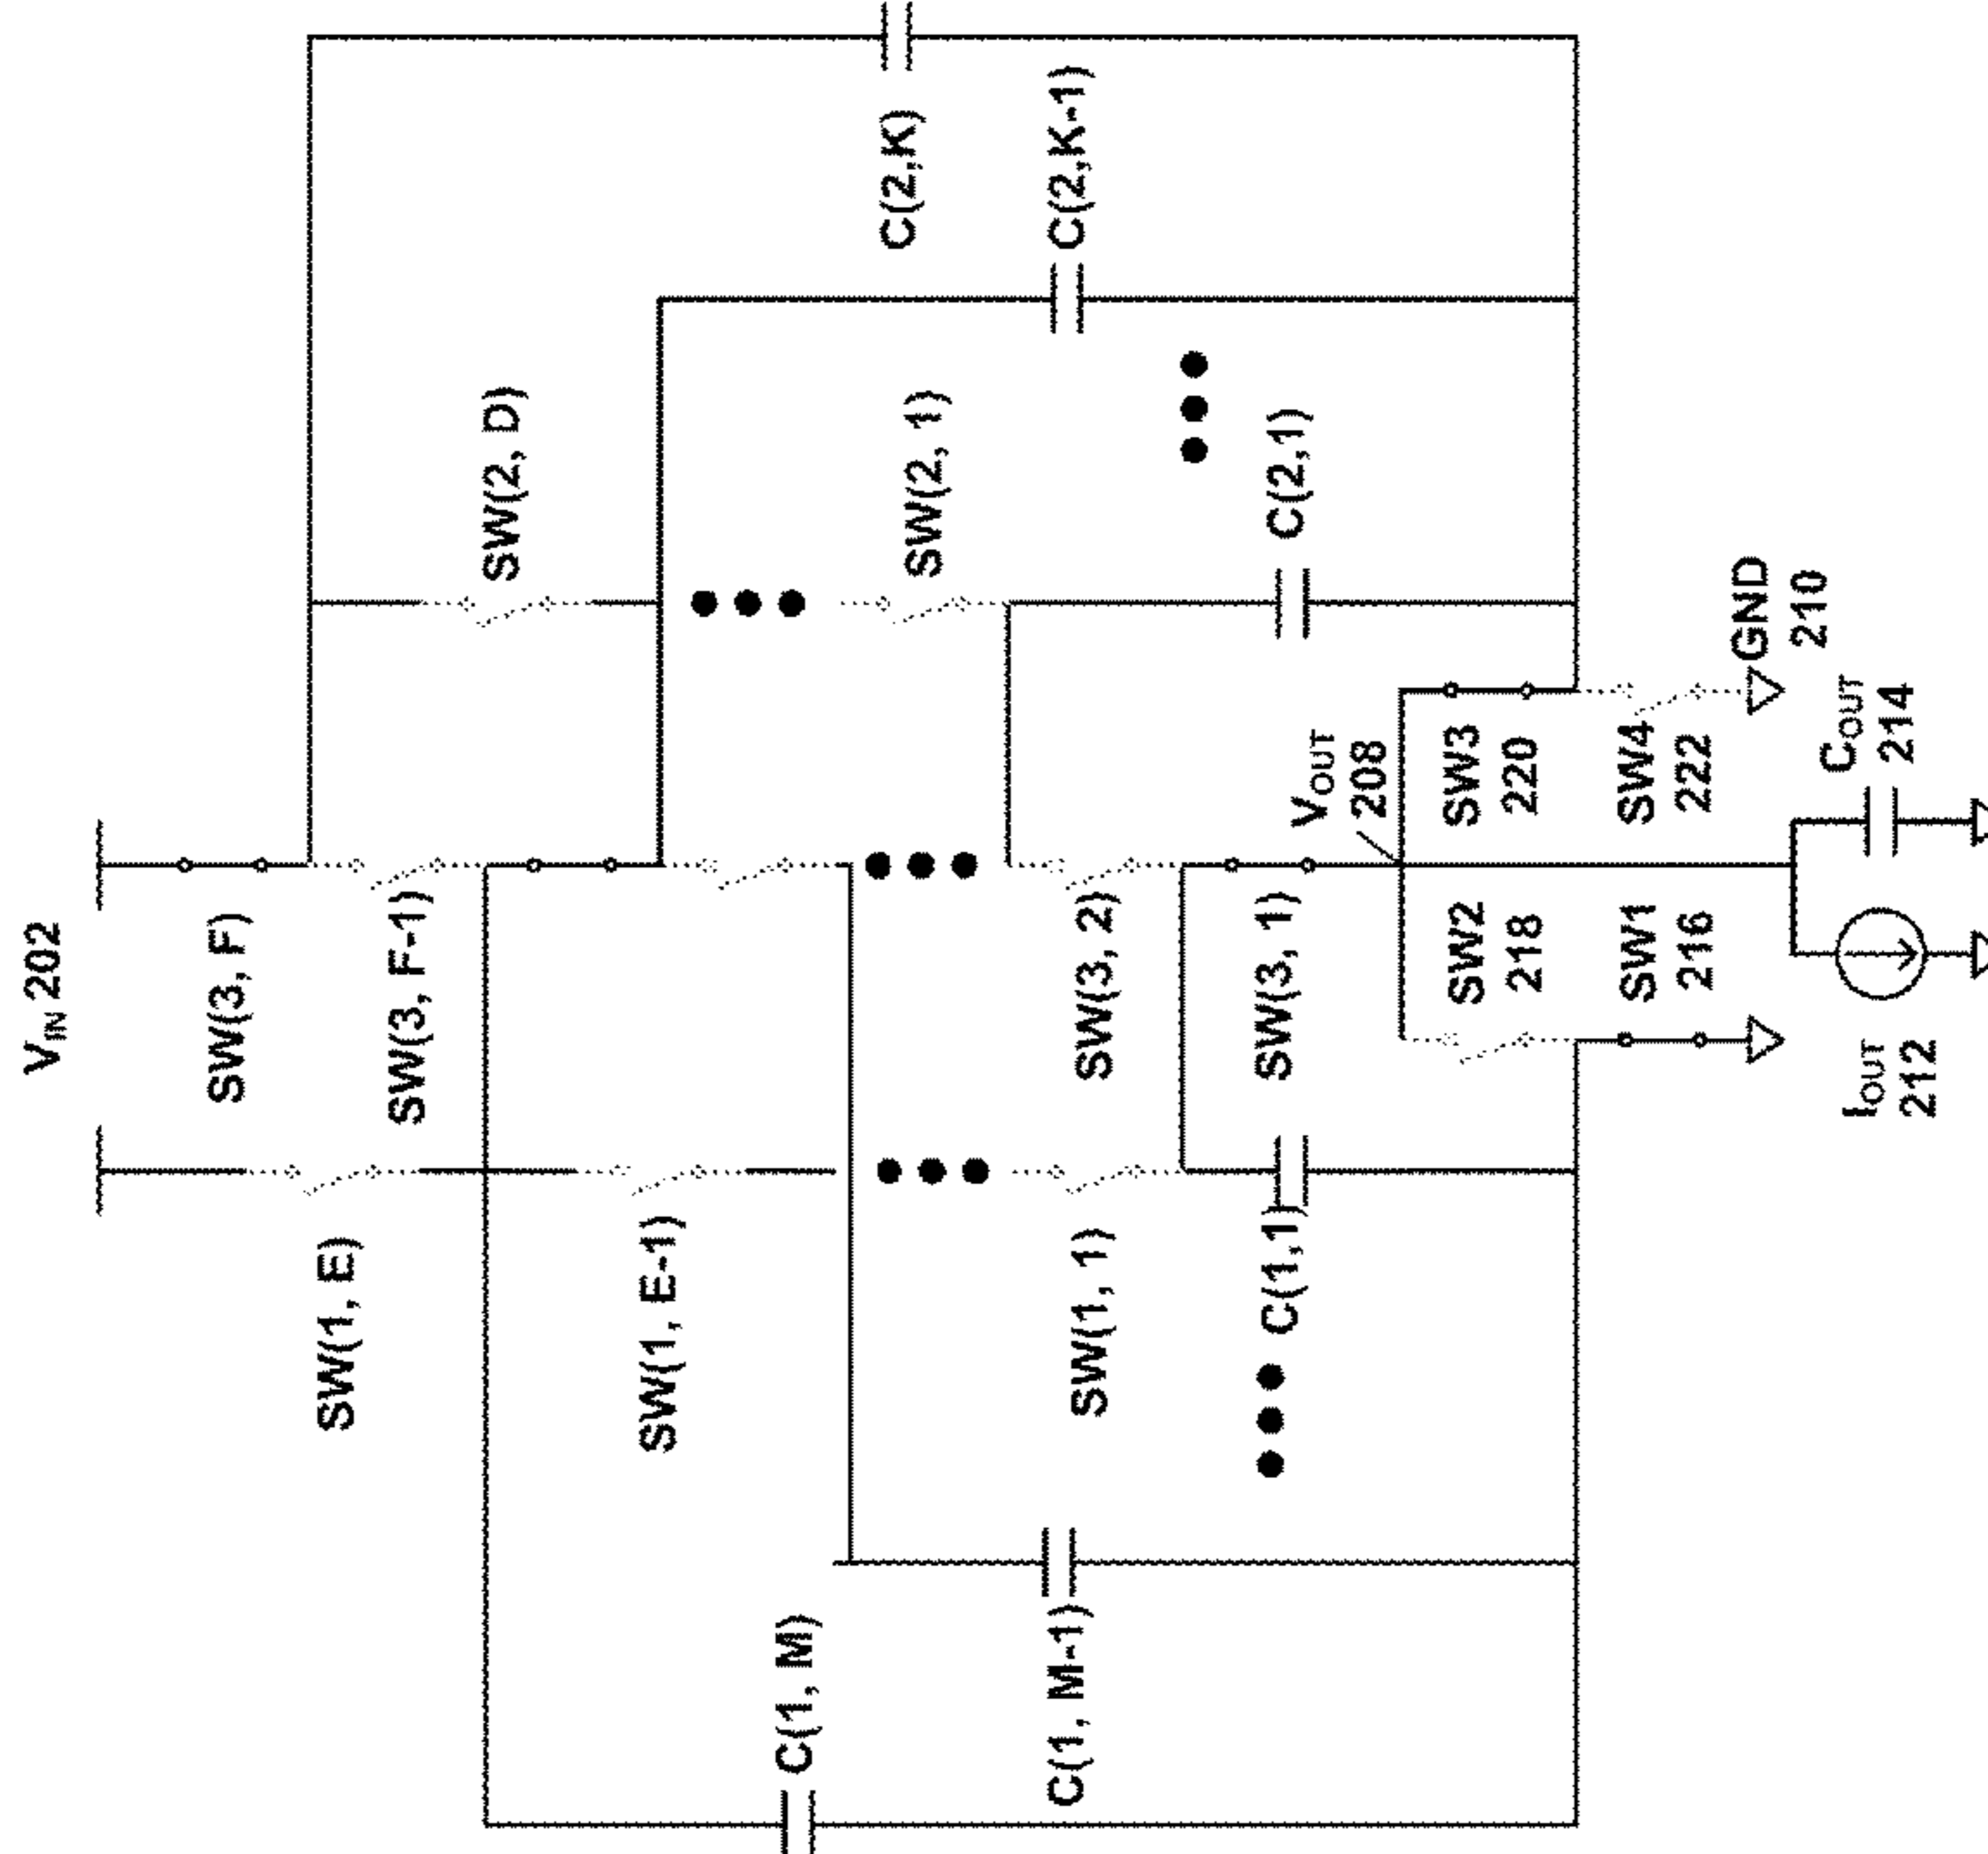 V_IN 202
SW(3, F)
SW(1, E)
SW(3, F-1)
SW(2, D)
SW(1, E-1)
C(1, M)
C(2,K)
SW(2, 1)
C(2,K-1)
C(1, M-1)
SW(3, 2)
SW(1, 1)
C(2,1)
SW(3, 1)
C(1,1)
V_OUT
208
SW3
220
SW2
218
SW4
222
SW1
216
GND
210
C_OUT
214
I_OUT
212